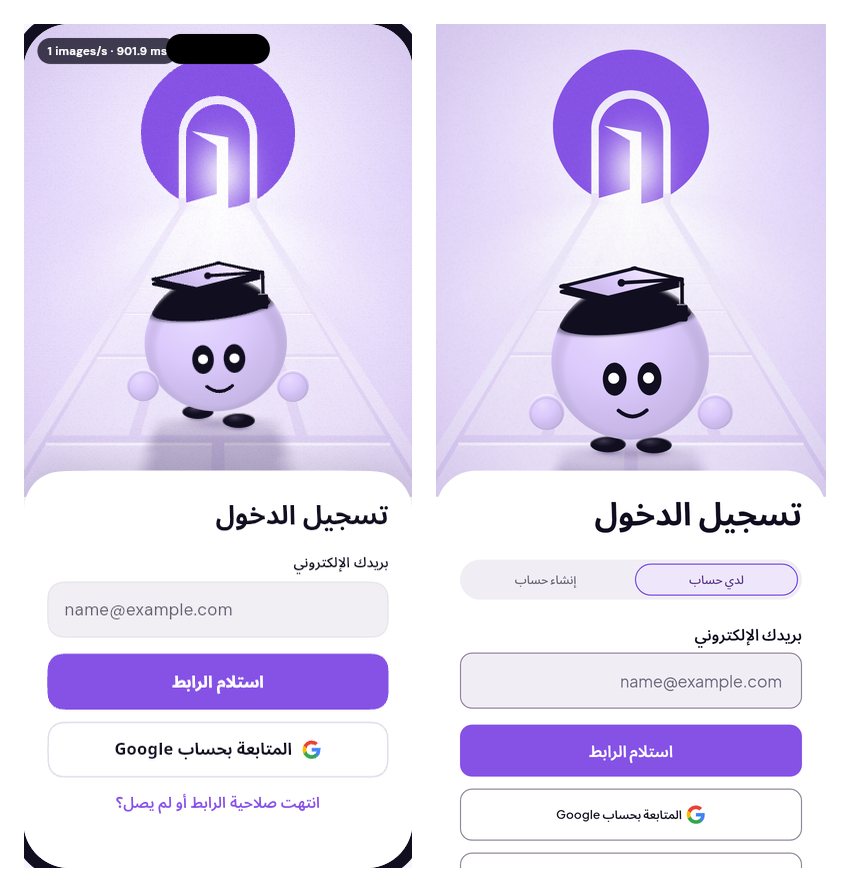 1 images/s · 901.9 ms
تسجيل الدخول
بريدك الإلكتروني
name@example.com
استلام الرابط
المتابعة بحساب Google
انتهت صلاحية الرابط أو لم يصل؟
تسجيل الدخول
لدي حساب
إنشاء حساب
بريدك الإلكتروني
name@example.com
استلام الرابط
المتابعة بحساب Google